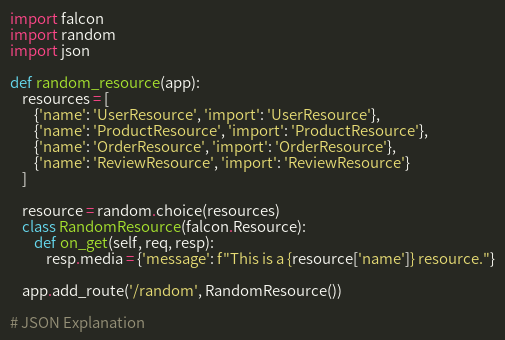 import falcon
import random
import json

def random_resource(app):
    resources = [
        {'name': 'UserResource', 'import': 'UserResource'},
        {'name': 'ProductResource', 'import': 'ProductResource'},
        {'name': 'OrderResource', 'import': 'OrderResource'},
        {'name': 'ReviewResource', 'import': 'ReviewResource'}
    ]

    resource = random.choice(resources)
    class RandomResource(falcon.Resource):
        def on_get(self, req, resp):
            resp.media = {'message': f"This is a {resource['name']} resource."}

    app.add_route('/random', RandomResource())

# JSON Explanation